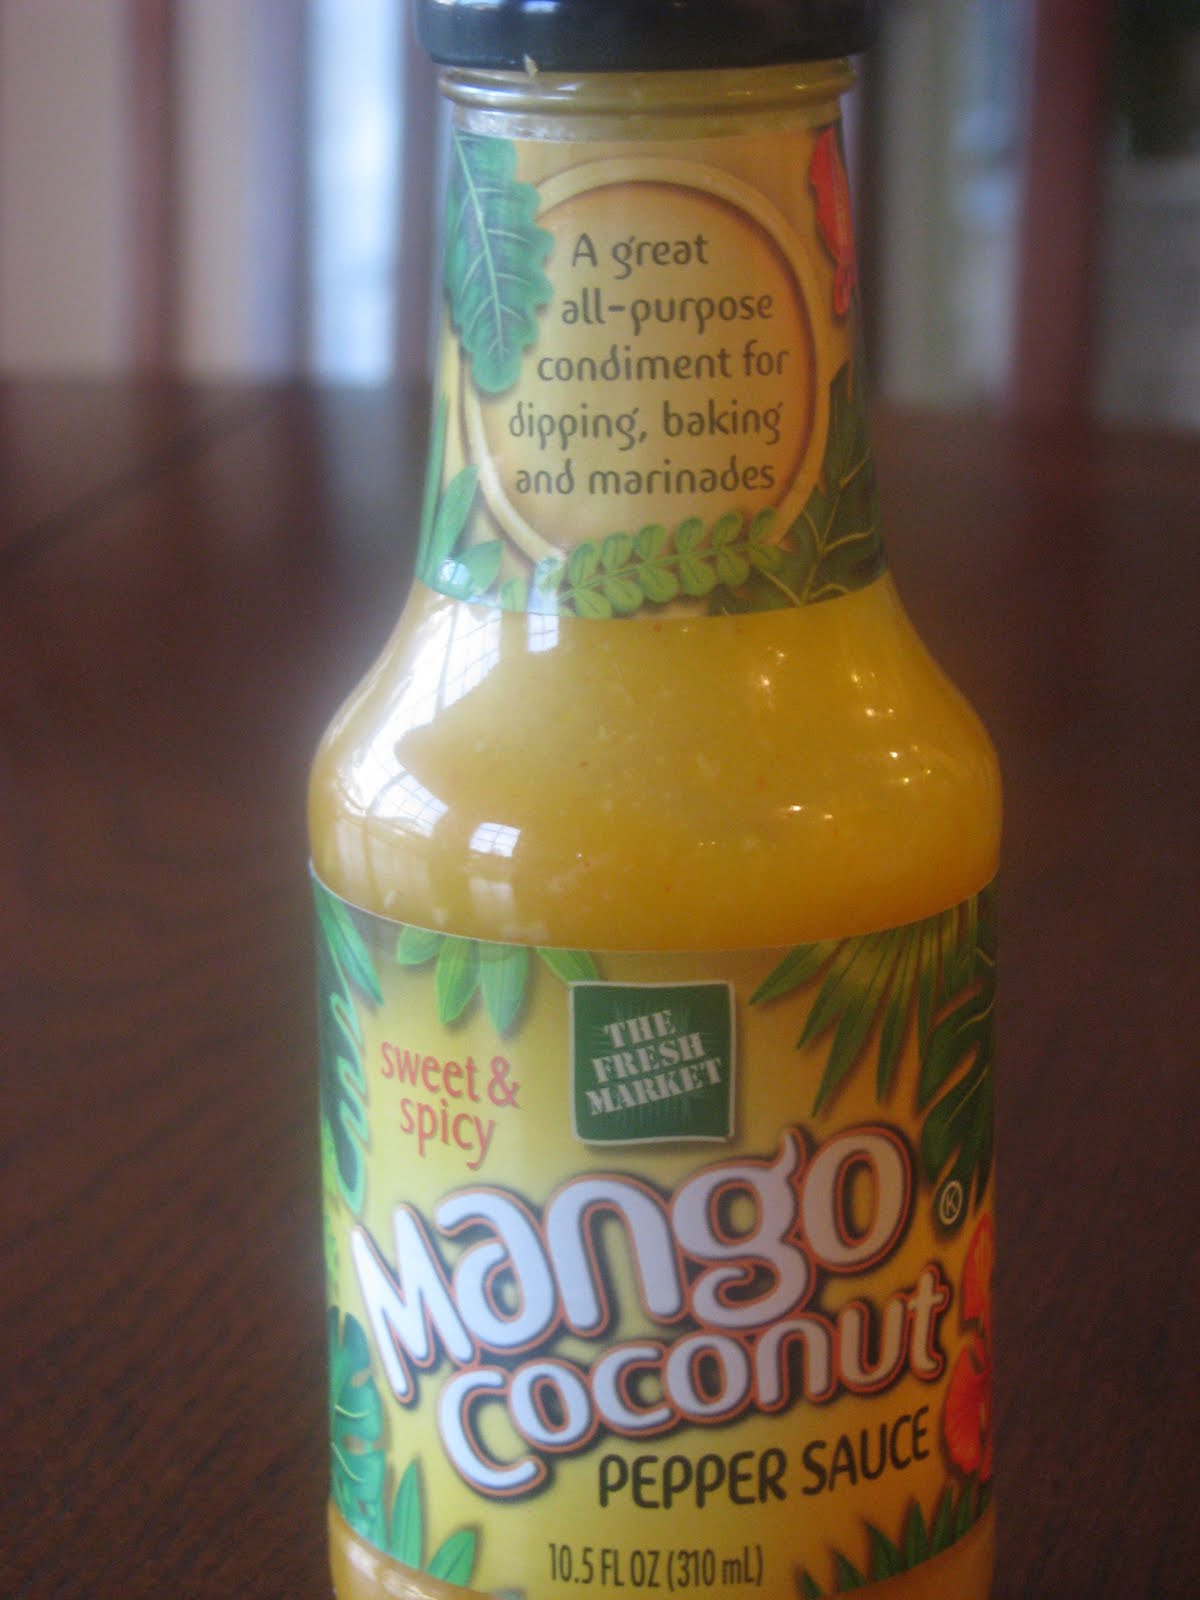 A great
all-purpose
condiment for
dipping, baking
and marinades
THE
FRESH
MARKET
sweet &
spicy
Mango
coconut
K
PEPPER SAUCE
10.5 FL OZ (310 mL)